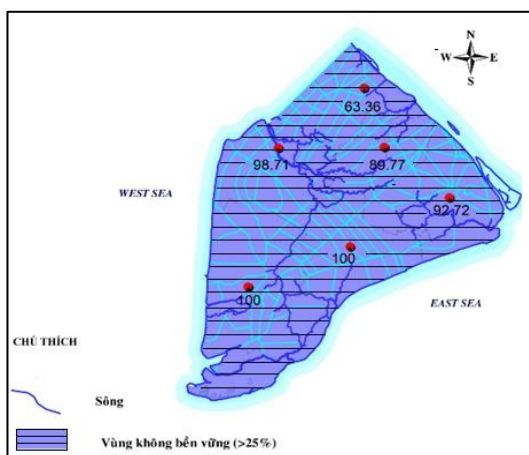 N
W E
S
63.36
98.71 89.77
WEST SEA
92.72
100
100
EAST SEA
CHÚ THÍCH
Sông
Vùng không bền vững (>25%)